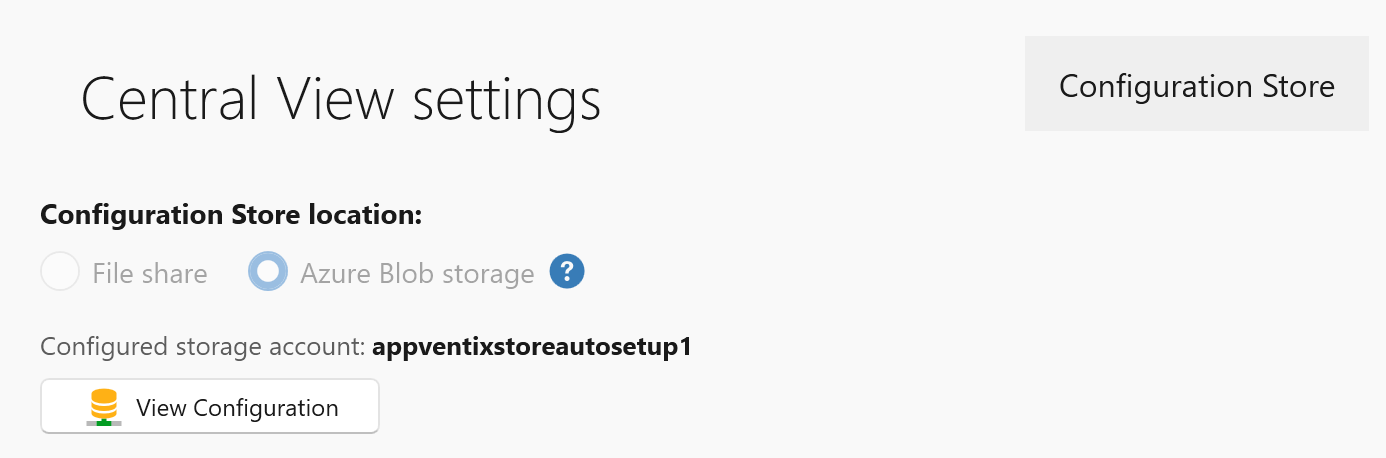 Central View settings
Configuration Store
Configuration Store location:
File share
Azure Blob storage
?
Configured storage account: appventixstoreautosetup1
View Configuration